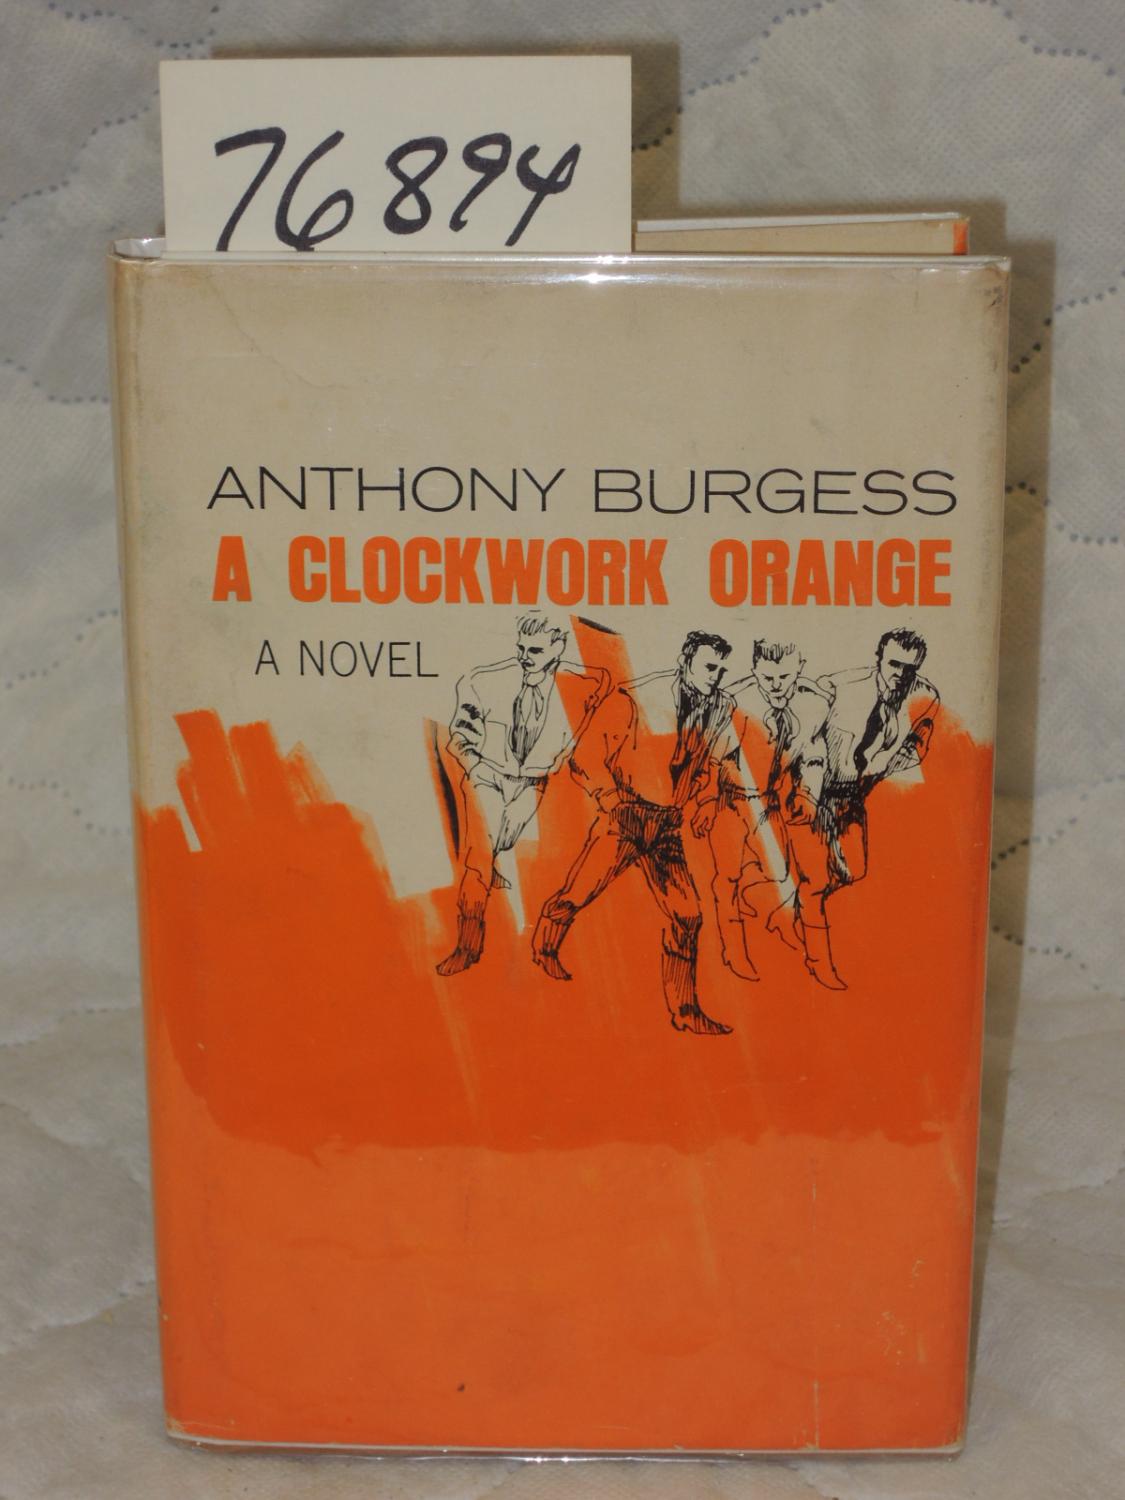 76894
ANTHONY BURGESS
A CLOCKWORK ORANGE
A NOVEL